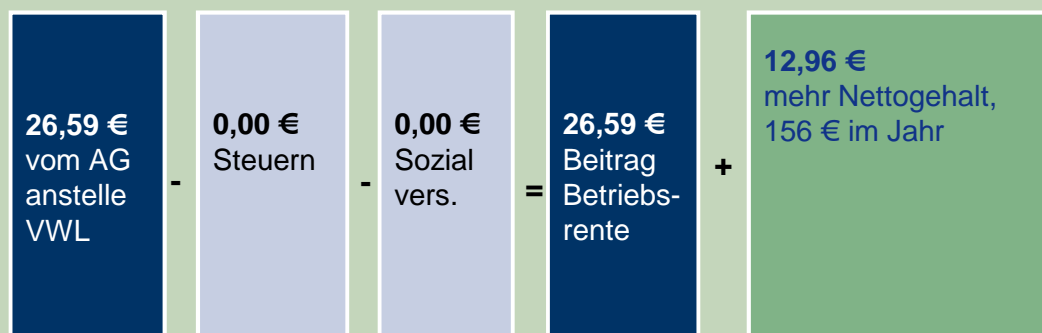 26,59 €
vom AG
anstelle
VWL
-
0,00 €
Steuern
-
0,00 €
Sozial
vers.
=
26,59 €
Beitrag
Betriebs-
rente
+
12,96 €
mehr Nettogehalt,
156 € im Jahr